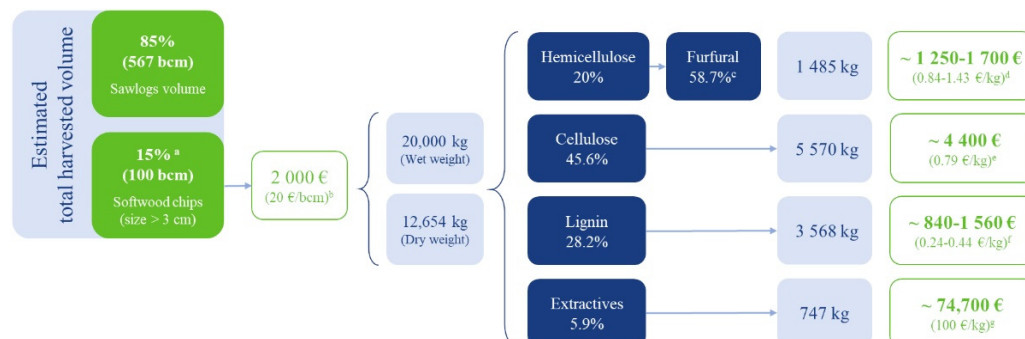 Estimated
total harvested volume
85%
(567 bcm)
Sawlogs volume
15% ᵃ
(100 bcm)
Softwood chips
(size > 3 cm)
2 000 €
(20 €/bcm)ᵇ
20,000 kg
(Wet weight)
12,654 kg
(Dry weight)
Hemicellulose
20%
Furfural
58.7%ᶜ
1 485 kg
~ 1 250-1 700 €
(0.84-1.43 €/kg)ᵈ
Cellulose
45.6%
5 570 kg
~ 4 400 €
(0.79 €/kg)ᵉ
Lignin
28.2%
3 568 kg
~ 840-1 560 €
(0.24-0.44 €/kg)ᶠ
Extractives
5.9%
747 kg
~ 74,700 €
(100 €/kg)ᵍ